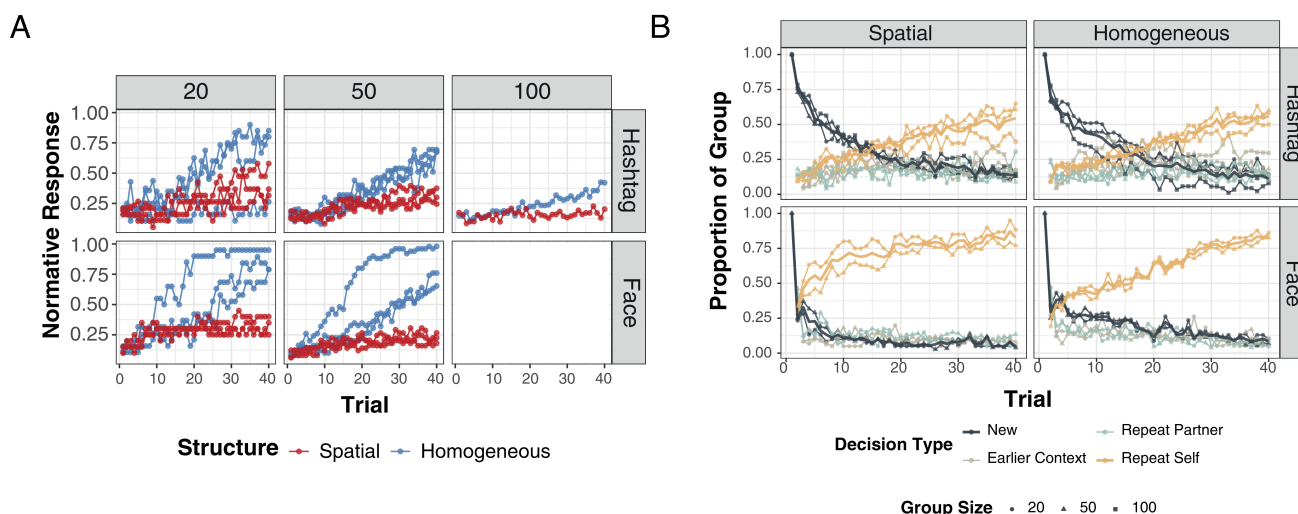 A
20 50 100
Normative Response
1.00
0.75
0.50
0.25
Hashtag
1.00
0.75
0.50
0.25
Face
0 10 20 30 40 0 10 20 30 40 0 10 20 30 40
Trial
Structure Spatial Homogeneous
B
Spatial Homogeneous
Proportion of Group
1.00
0.75
0.50
0.25
0.00
Hashtag
1.00
0.75
0.50
0.25
0.00
Face
0 10 20 30 40 0 10 20 30 40
Trial
Decision Type
New Repeat Partner
Earlier Context Repeat Self
Group Size 20 50 100